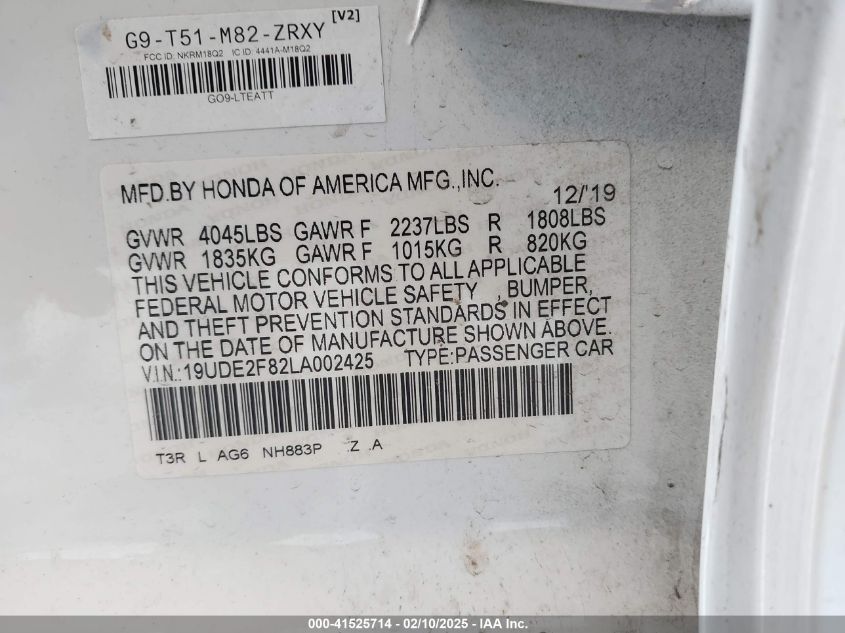 G9-T51-M82-ZRXY [V2]
FCC ID: NKRM18Q2 IC ID: 4441A-M18Q2
GO9-LTEATT
MFD.BY HONDA OF AMERICA MFG.,INC. 12/'19
GVWR 4045LBS GAWR F 2237LBS R 1808LBS
GVWR 1835KG GAWR F 1015KG R 820KG
THIS VEHICLE CONFORMS TO ALL APPLICABLE
FEDERAL MOTOR VEHICLE SAFETY , BUMPER,
AND THEFT PREVENTION STANDARDS IN EFFECT
ON THE DATE OF MANUFACTURE SHOWN ABOVE.
V.I.N.:19UDE2F82LA002425 TYPE:PASSENGER CAR
T3R L AG6 NH883P Z A
000-41525714 - 02/10/2025 - IAA Inc.